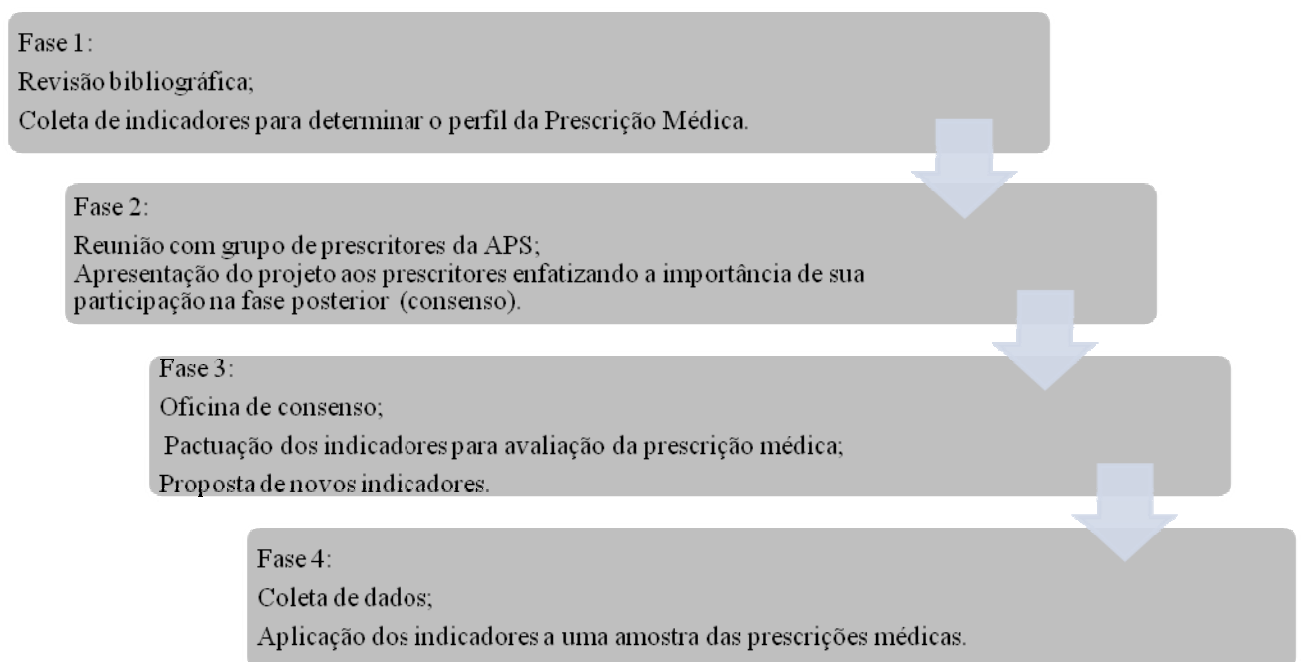 Fase 1:
Revisão bibliográfica;
Coleta de indicadores para determinar o perfil da Prescrição Médica.
Fase 2:
Reunião com grupo de prescritores da APS;
Apresentação do projeto aos prescritores enfatizando a importância de sua
participação na fase posterior (consenso).
Fase 3:
Oficina de consenso;
Pactuação dos indicadores para avaliação da prescrição médica;
Proposta de novos indicadores.
Fase 4:
Coleta de dados;
Aplicação dos indicadores a uma amostra das prescrições médicas.